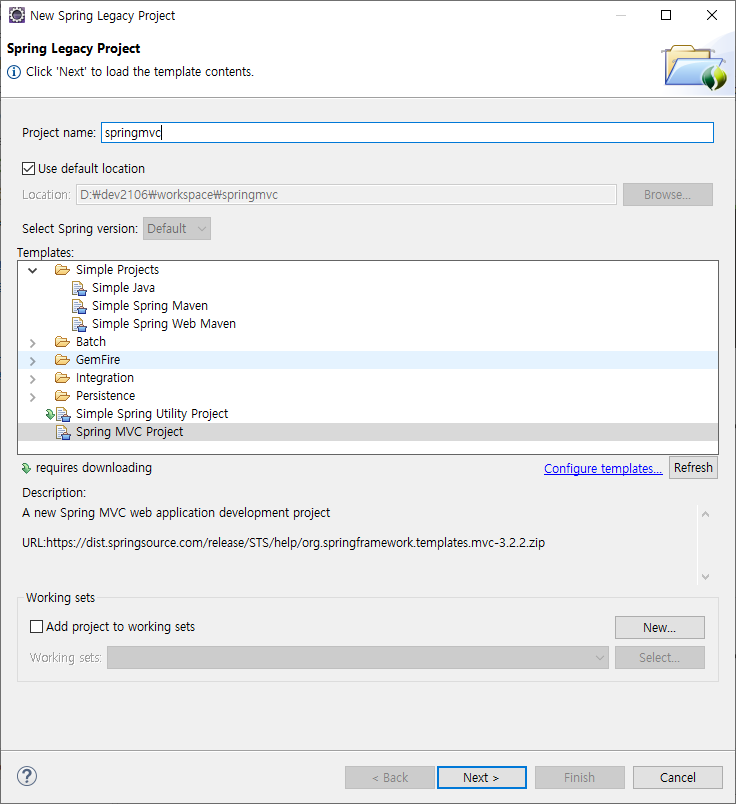 New Spring Legacy Project
Spring Legacy Project
Click 'Next' to load the template contents.
Project name: springmvc
Use default location
Location: D:₩dev2106₩workspace₩springmvc Browse...
Select Spring version: Default
Templates:
Simple Projects
Simple Java
Simple Spring Maven
Simple Spring Web Maven
Batch
GemFire
Integration
Persistence
Simple Spring Utility Project
Spring MVC Project
requires downloading Configure templates... Refresh
Description:
A new Spring MVC web application development project
URL:https://dist.springsource.com/release/STS/help/org.springframework.templates.mvc-3.2.2.zip
Working sets
Add project to working sets New...
Working sets: Select...
? < Back Next > Finish Cancel